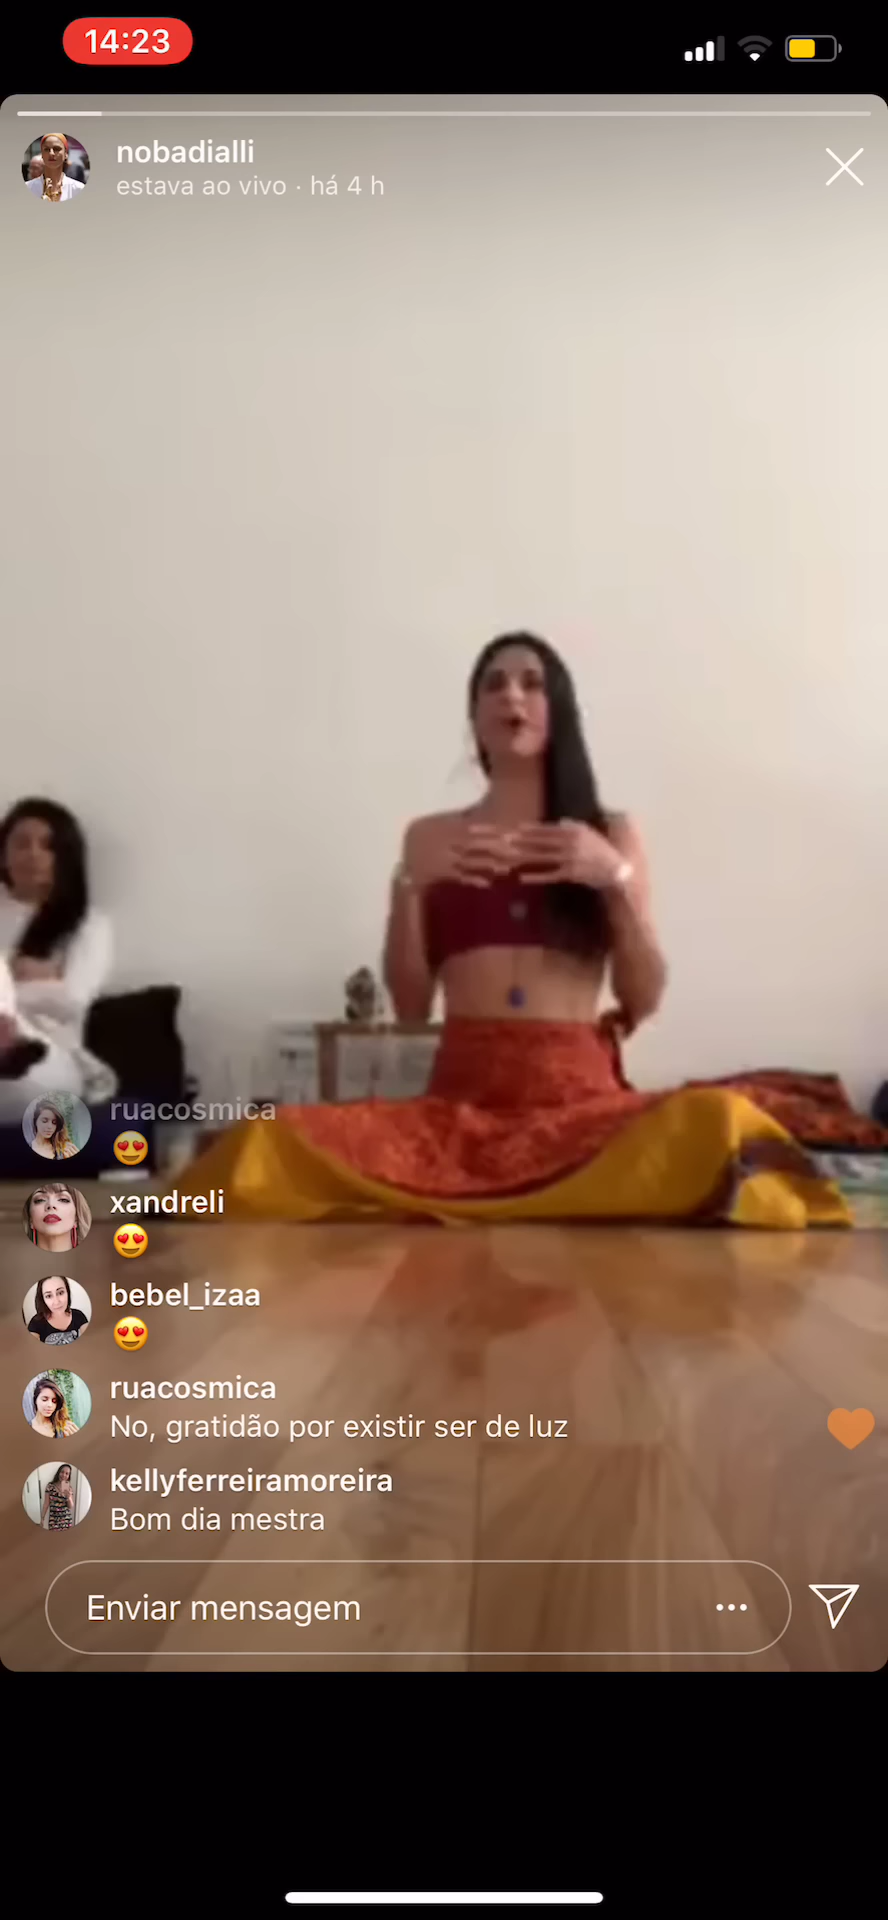 14:23
nobadialli
estava ao vivo · há 4 h
ruacosmica
😍
xandreli
😍
bebel_izaa
😍
ruacosmica
No, gratidão por existir ser de luz
kellyferreiramoreira
Bom dia mestra
Enviar mensagem